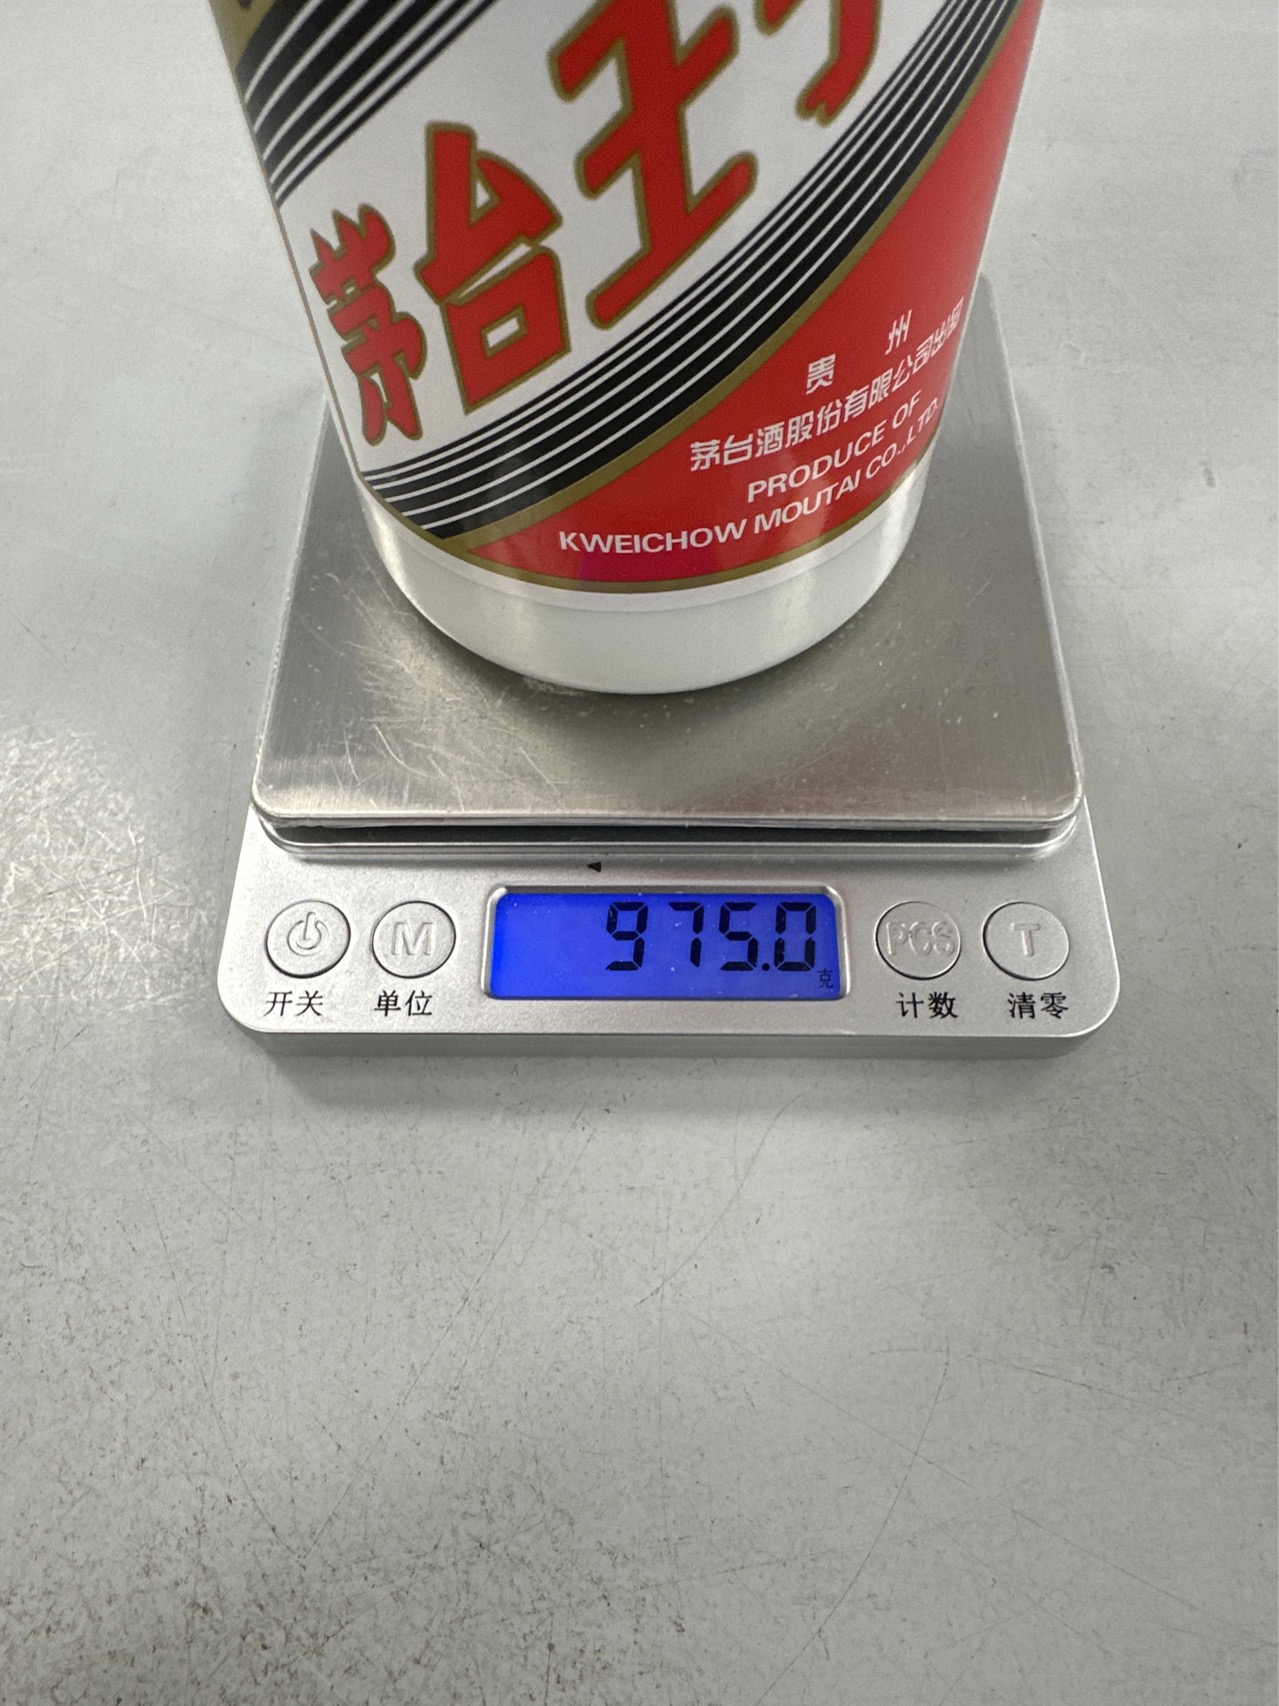 茅台王子
贵州
茅台酒股份有限公司出品
PRODUCE OF
KWEICHOW MOUTAI CO.,LTD.
975.0
克
M
PCS
T
开关
单位
计数
清零